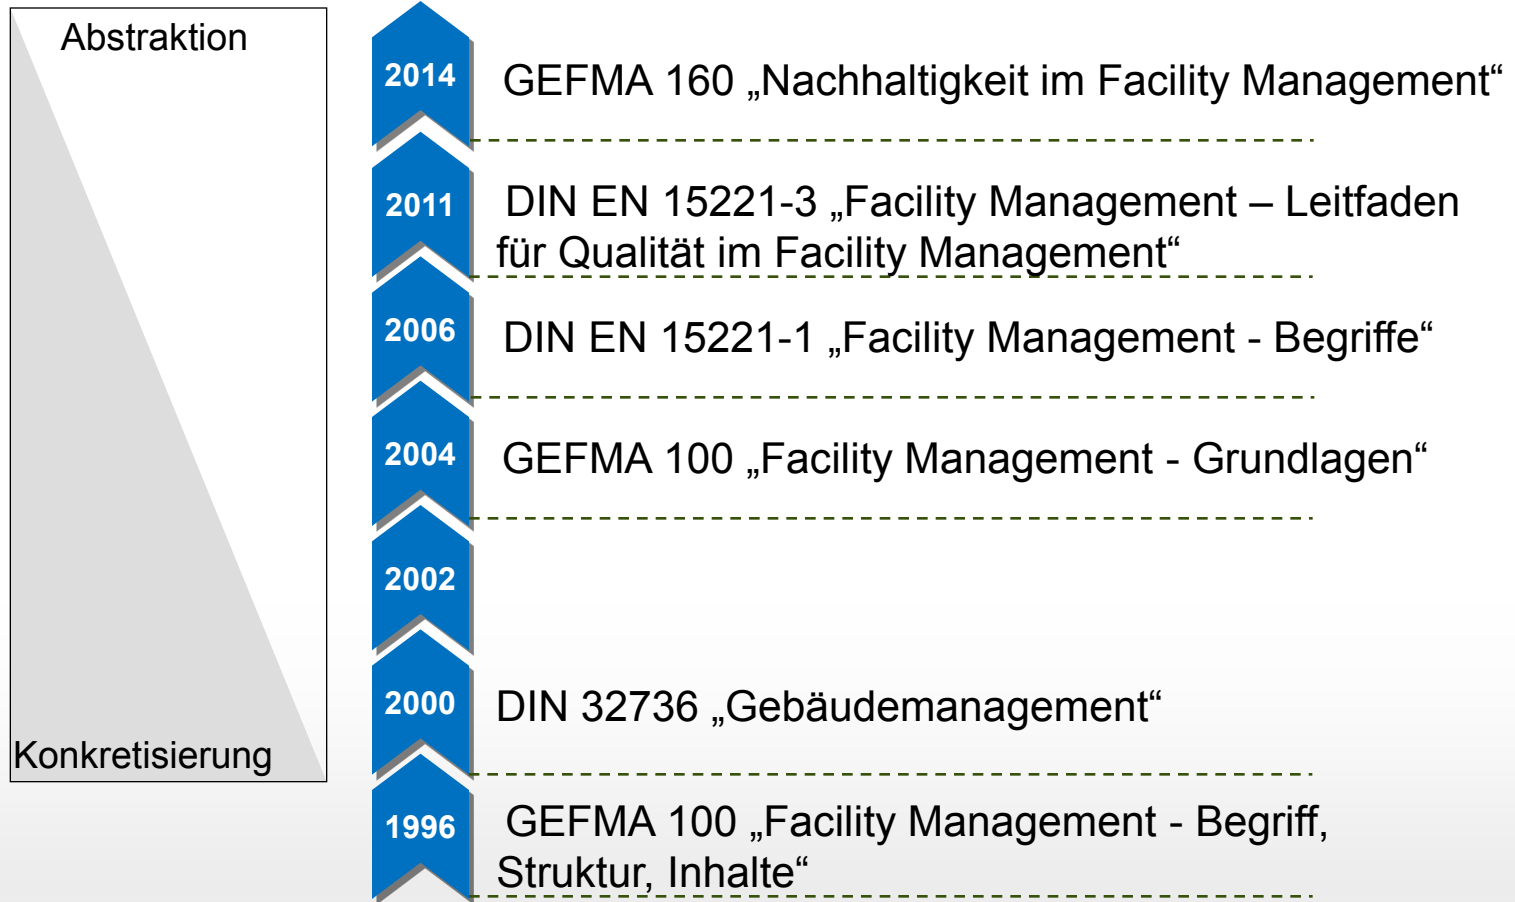 Abstraktion
2014
GEFMA 160 „Nachhaltigkeit im Facility Management“
2011
DIN EN 15221-3 „Facility Management – Leitfaden
für Qualität im Facility Management“
2006
DIN EN 15221-1 „Facility Management - Begriffe“
2004
GEFMA 100 „Facility Management - Grundlagen“
2002
2000
DIN 32736 „Gebäudemanagement“
Konkretisierung
1996
GEFMA 100 „Facility Management - Begriff,
Struktur, Inhalte“